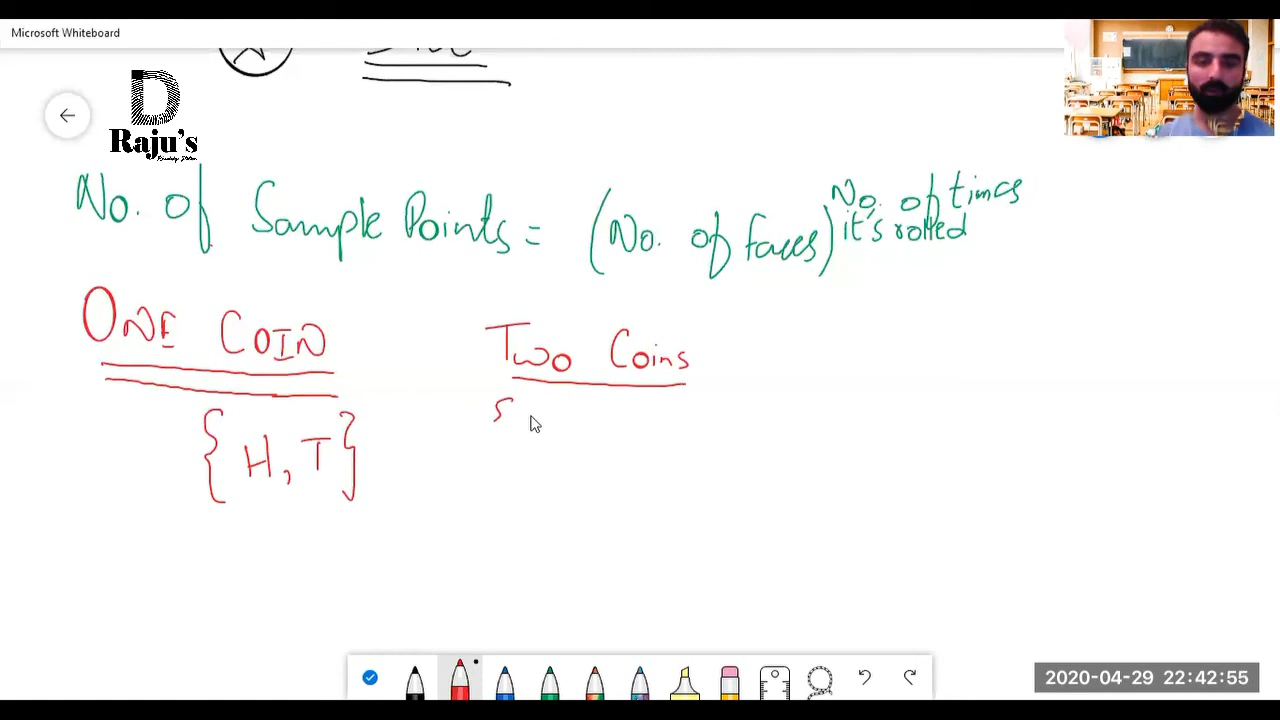 Microsoft Whiteboard
D
Raju's
No. of Sample Points = (No. of faces) No. of times
it's rolled
ONE COIN
Two Coins
{H, T}
2020-04-29 22:42:55